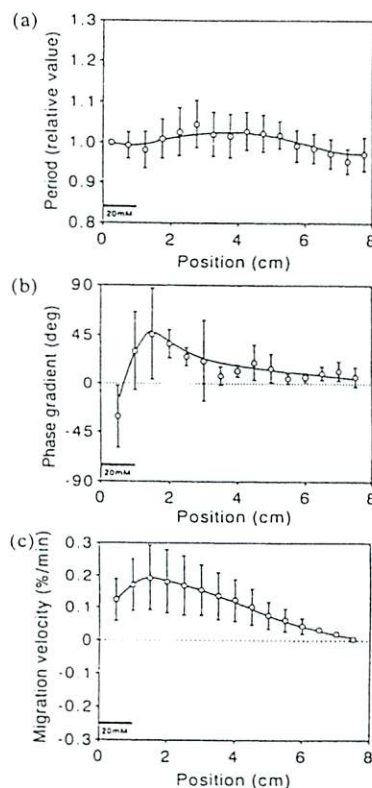 (a)
Period (relative value)
1.3
1.2
1.1
1.0
0.9
0.8
20mM
0
2
4
6
8
Position (cm)
(b)
Phase gradient (deg)
90
45
0
-45
-90
20mM
0
2
4
6
8
Position (cm)
(c)
Migration velocity (%/min)
0.3
0.2
0.1
0
-0.1
-0.2
-0.3
20mM
0
2
4
6
8
Position (cm)